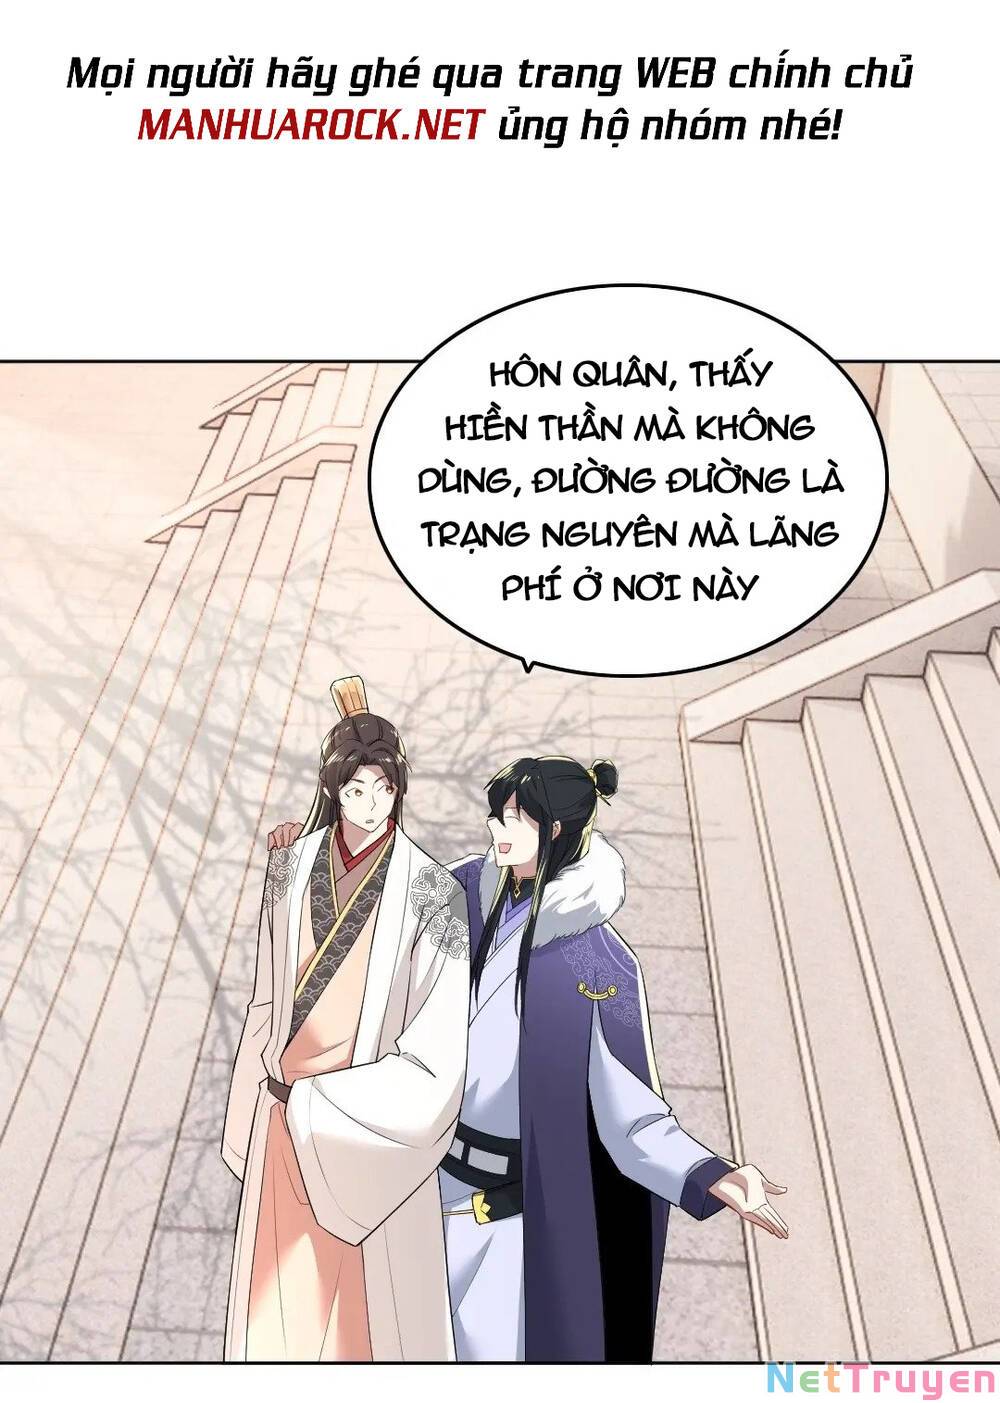 Mọi người hãy ghé qua trang WEB chính chủ
MANHUAROCK.NET ủng hộ nhóm nhé!
HÔN QUÂN, THẤY
HIỀN THẦN MÀ KHÔNG
DÙNG, ĐƯỜNG ĐƯỜNG LÀ
TRẠNG NGUYÊN MÀ LÃNG
PHÍ Ở NƠI NÀY
NetTruyen